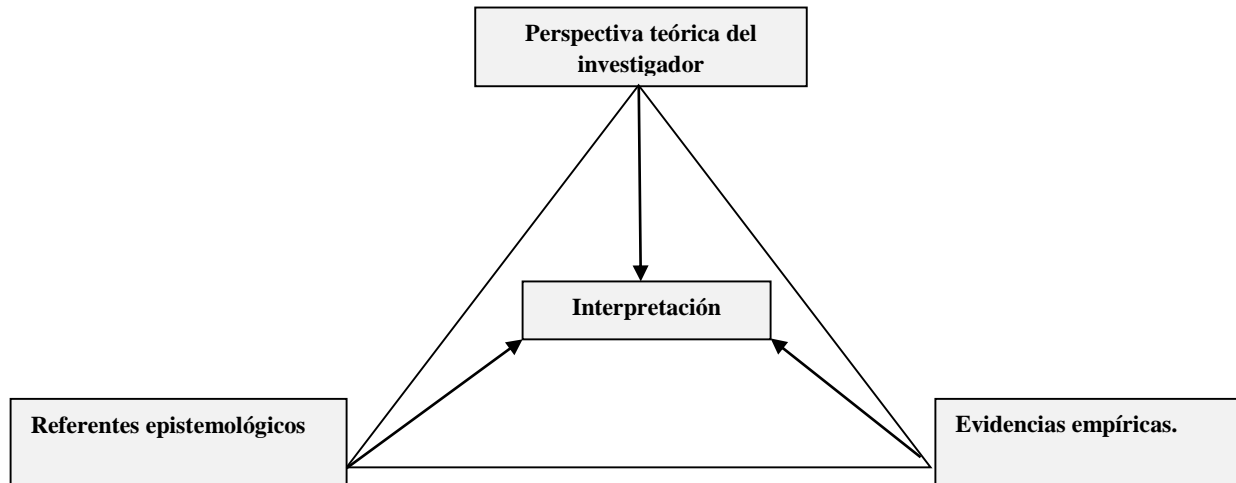 Perspectiva teórica del
investigador
Interpretación
Referentes epistemológicos
Evidencias empíricas.